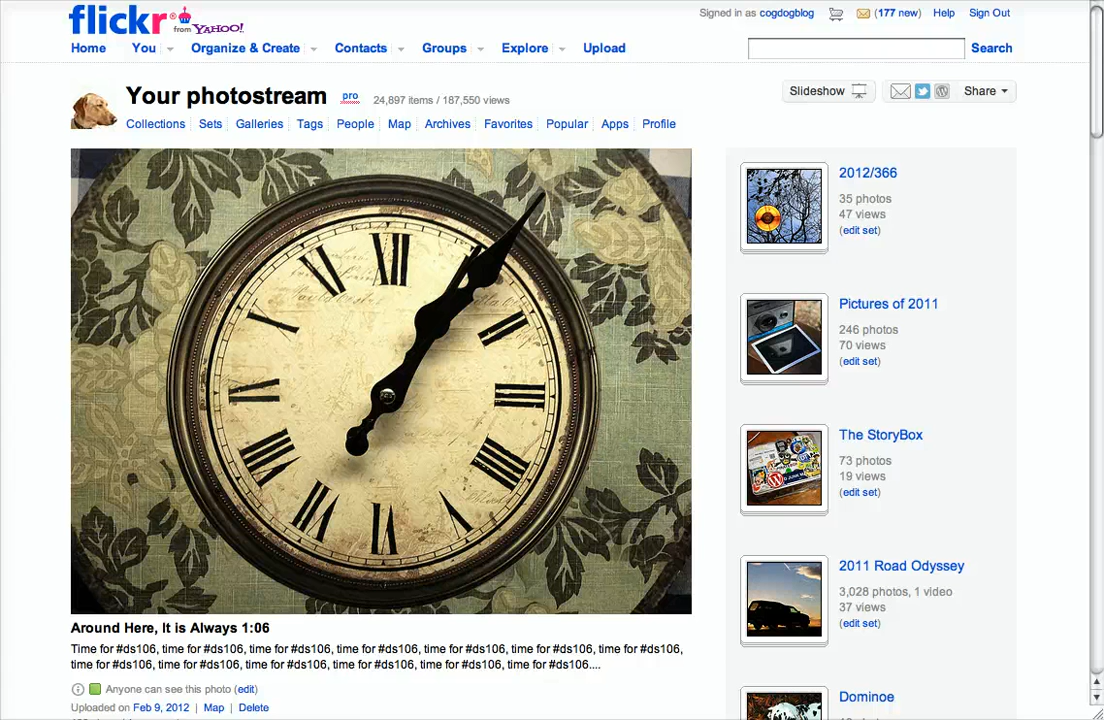 flickr from YAHOO!
Signed in as cogdogblog (177 new) Help Sign Out
Home You Organize & Create Contacts Groups Explore Upload Search
Your photostream pro 24,897 items / 187,550 views Slideshow Share
Collections Sets Galleries Tags People Map Archives Favorites Popular Apps Profile
2012/366
35 photos
47 views
(edit set)
Pictures of 2011
246 photos
70 views
(edit set)
The StoryBox
73 photos
19 views
(edit set)
2011 Road Odyssey
3,028 photos, 1 video
37 views
(edit set)
Dominoe
Around Here, It is Always 1:06
Time for #ds106, time for #ds106, time for #ds106, time for #ds106, time for #ds106, time for #ds106, time for #ds106,
time for #ds106, time for #ds106, time for #ds106, time for #ds106, time for #ds106, time for #ds106....
Anyone can see this photo (edit)
Uploaded on Feb 9, 2012 | Map | Delete